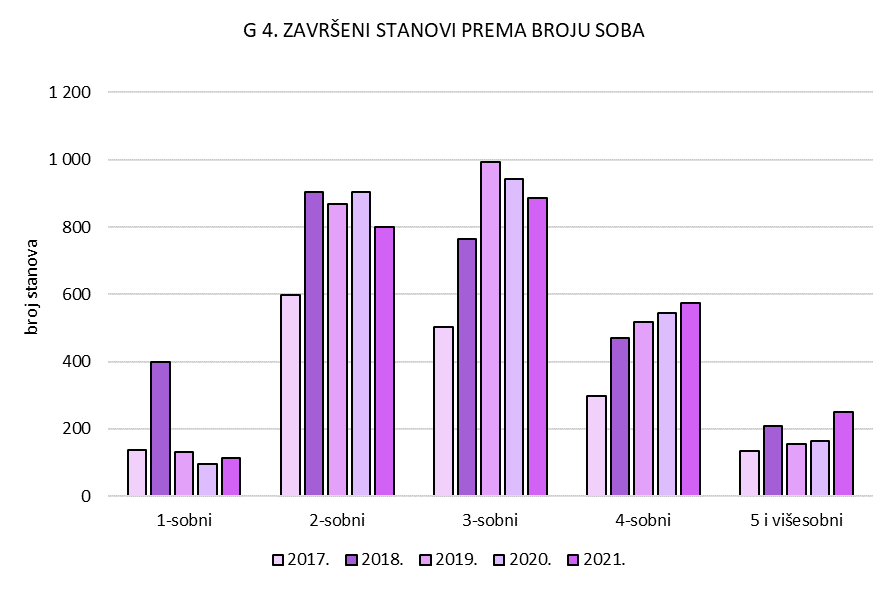 G 4. ZAVRŠENI STANOVI PREMA BROJU SOBA
1 200
1 000
800
600
400
200
0
broj stanova
1-sobni 2-sobni 3-sobni 4-sobni 5 i višesobni
2017. 2018. 2019. 2020. 2021.